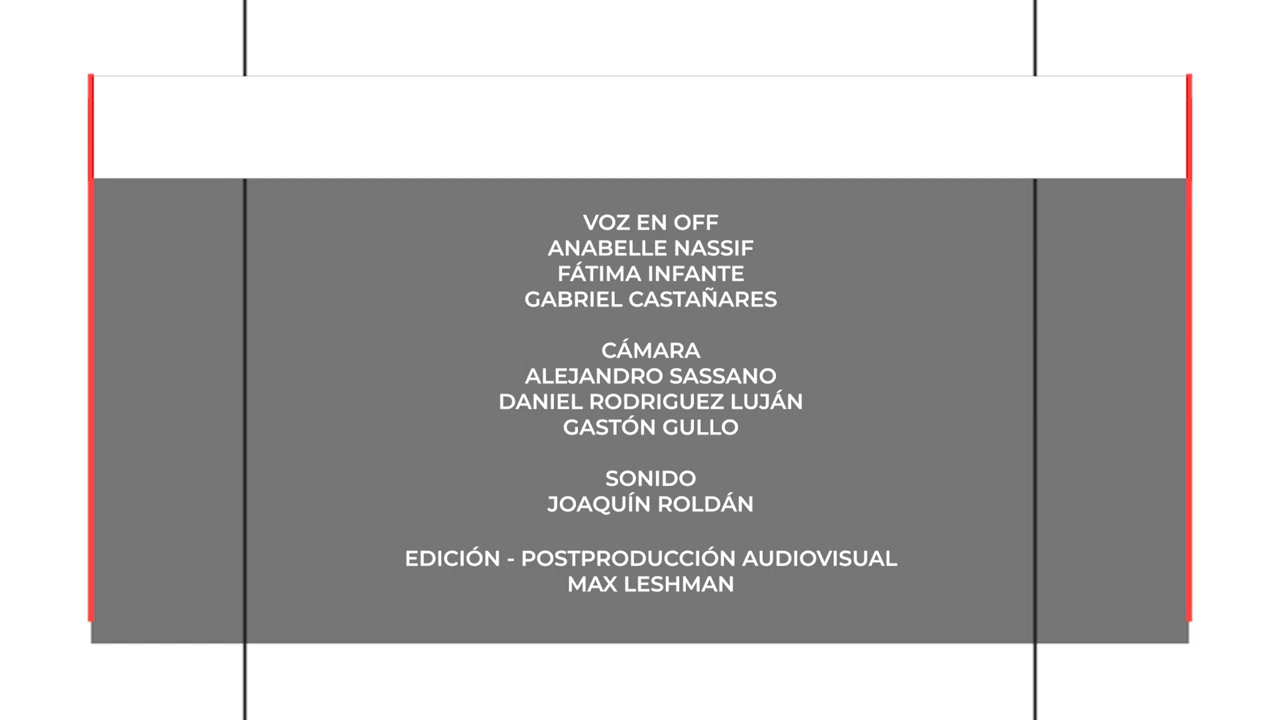 VOZ EN OFF
ANABELLE NASSIF
FÁTIMA INFANTE
GABRIEL CASTAÑARES
CÁMARA
ALEJANDRO SASSANO
DANIEL RODRIGUEZ LUJÁN
GASTÓN GULLO
SONIDO
JOAQUÍN ROLDÁN
EDICIÓN - POSTPRODUCCIÓN AUDIOVISUAL
MAX LESHMAN